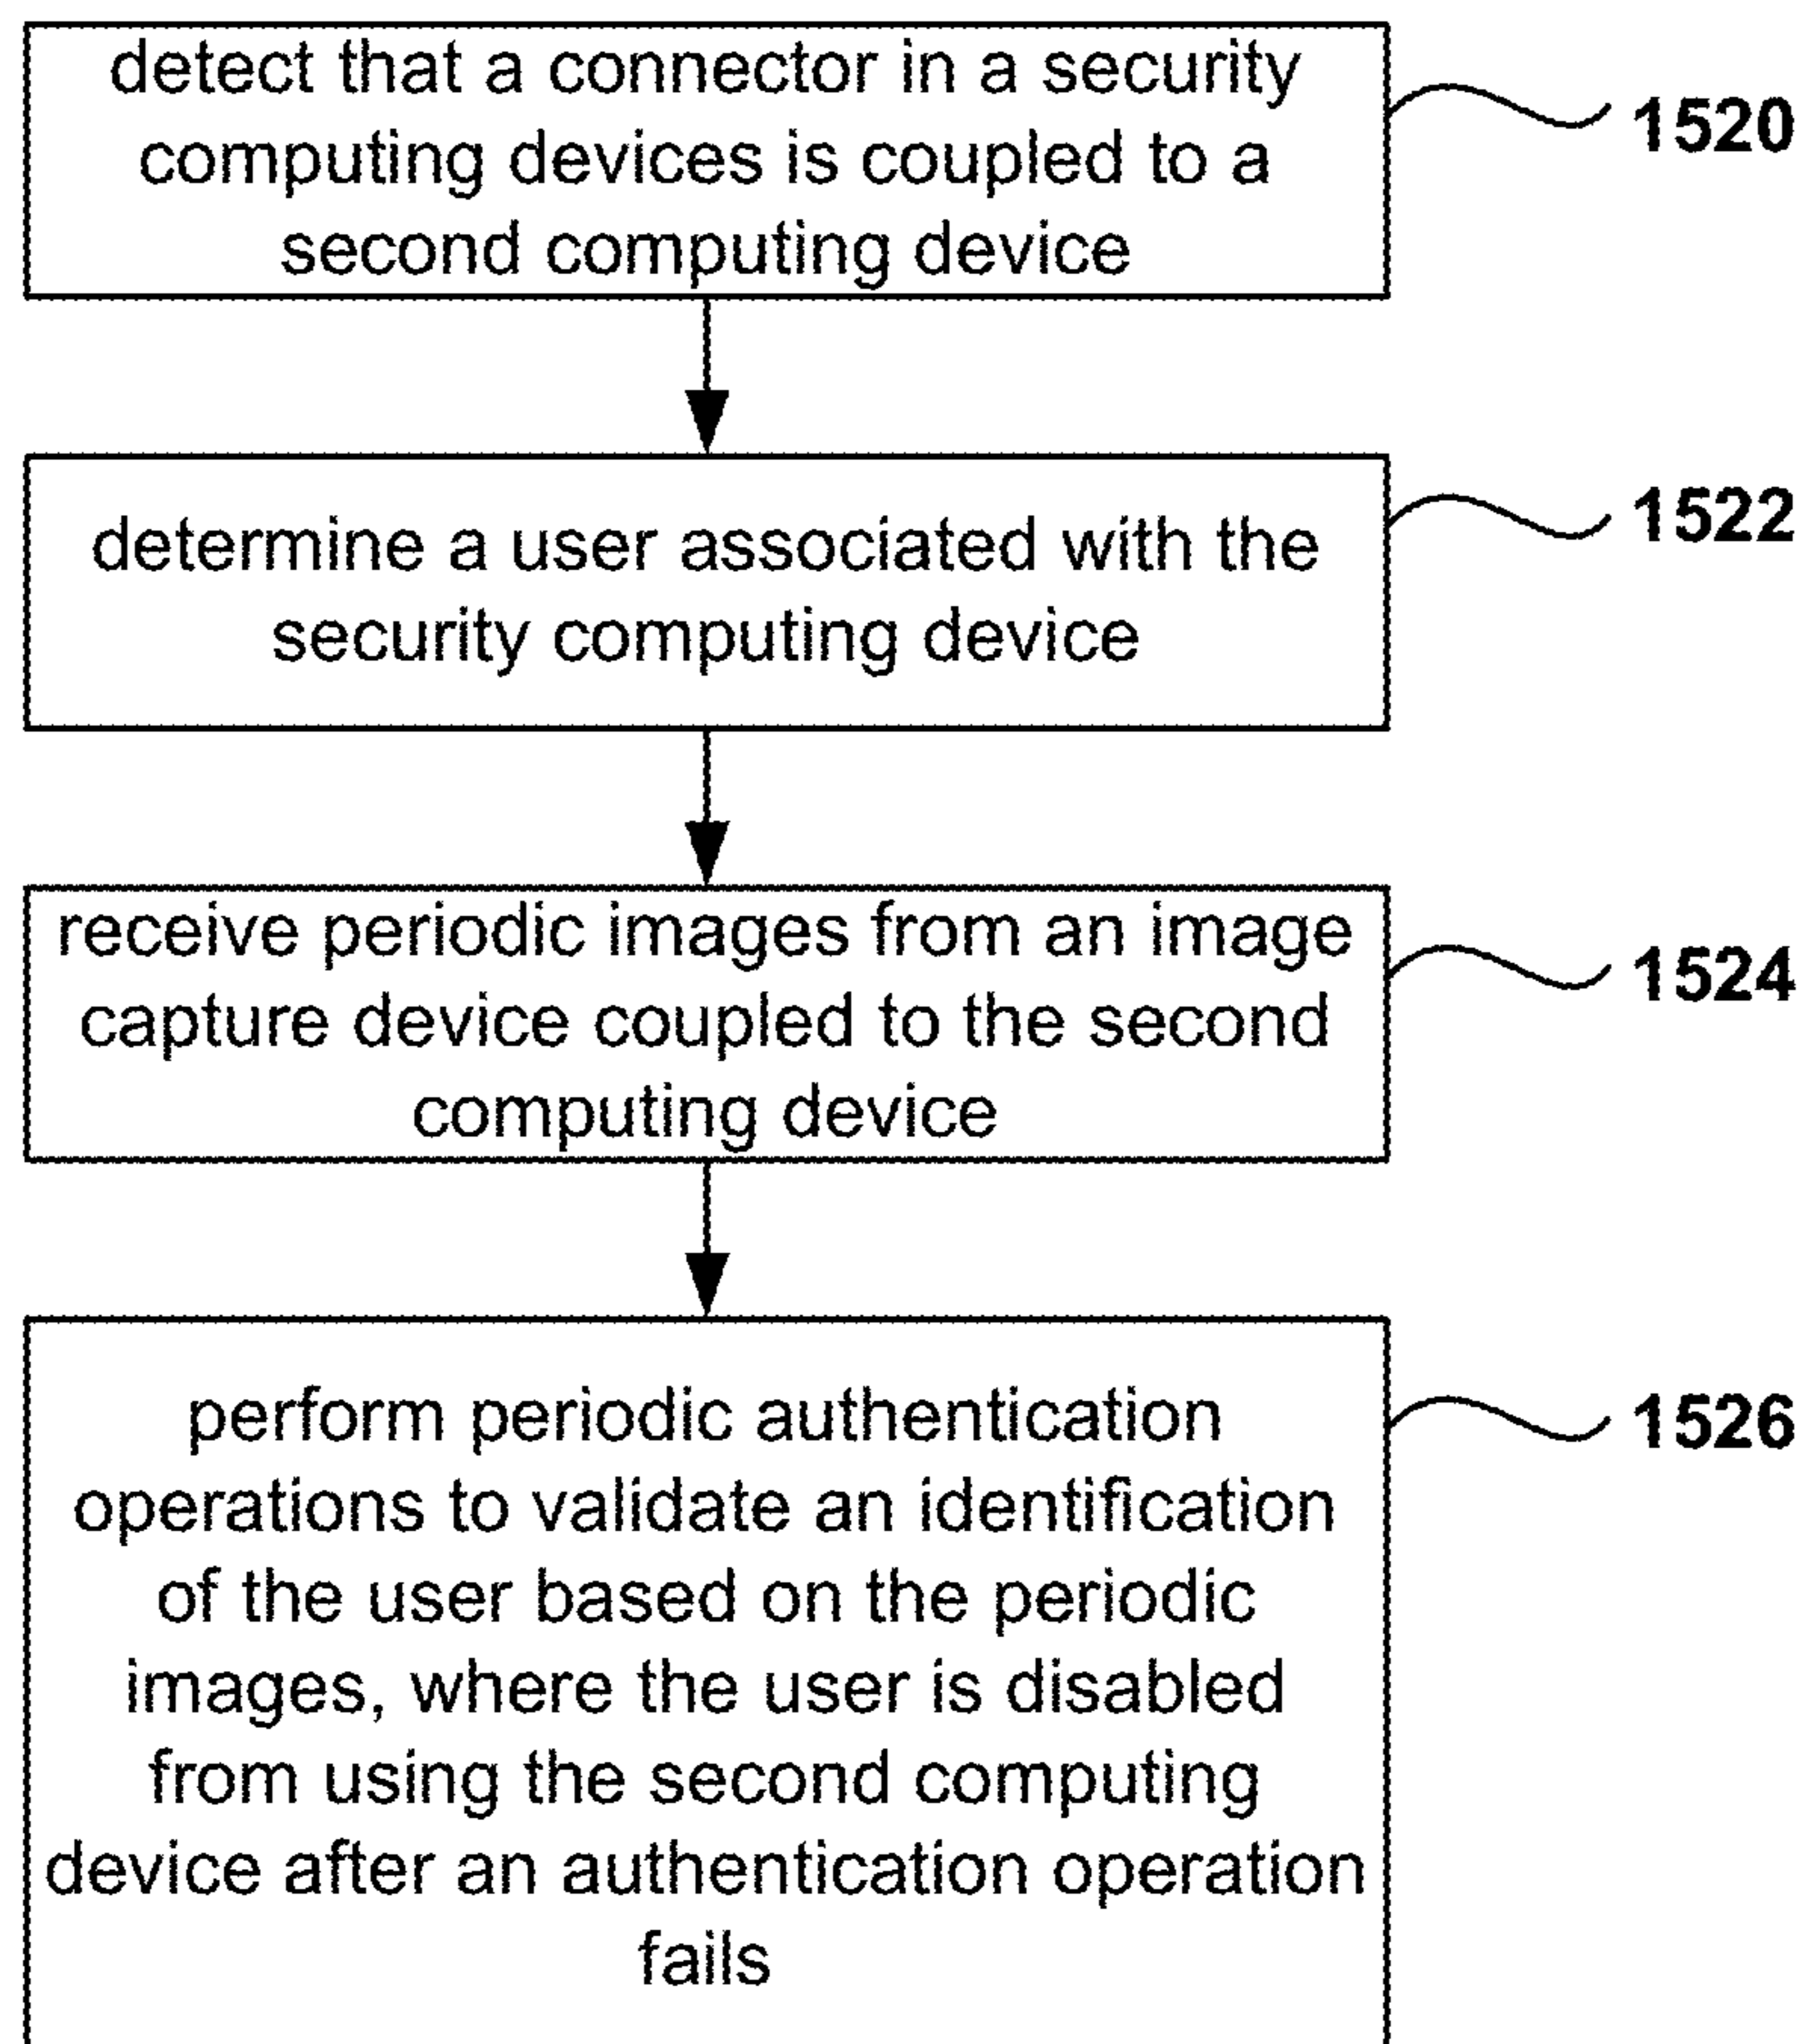 detect that a connector in a security
computing devices is coupled to a
second computing device
1520
determine a user associated with the
security computing device
1522
receive periodic images from an image
capture device coupled to the second
computing device
1524
perform periodic authentication
operations to validate an identification
of the user based on the periodic
images, where the user is disabled
from using the second computing
device after an authentication operation
fails
1526